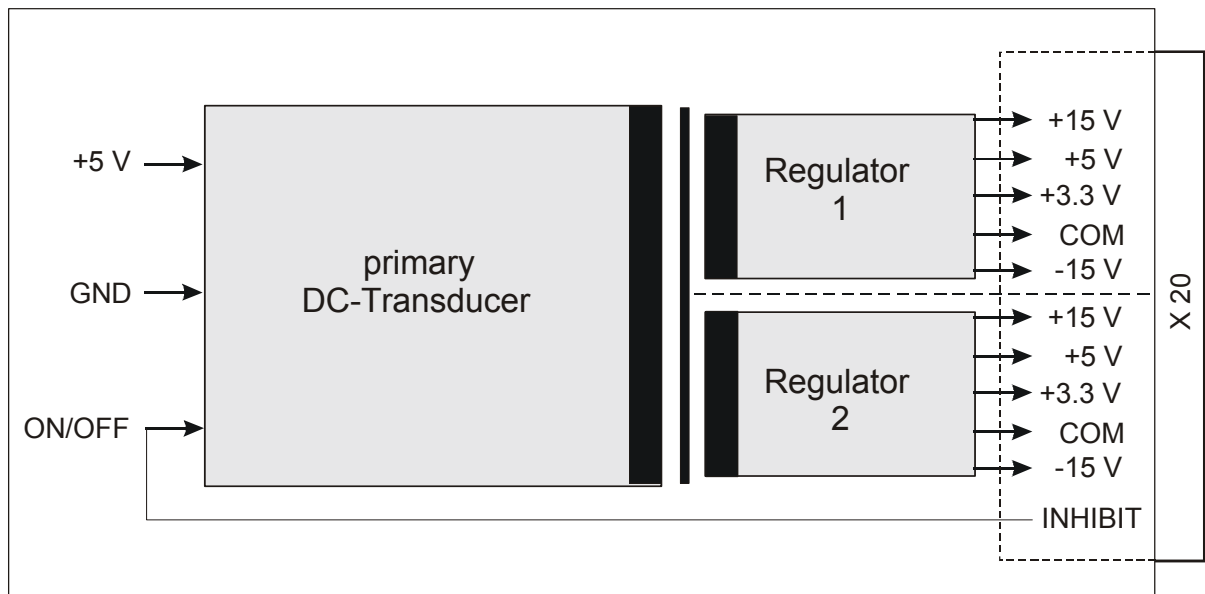 +5 V
GND
ON/OFF
primary
DC-Transducer
Regulator
1
+15 V
+5 V
+3.3 V
COM
-15 V
Regulator
2
+15 V
+5 V
+3.3 V
COM
-15 V
INHIBIT
X 20